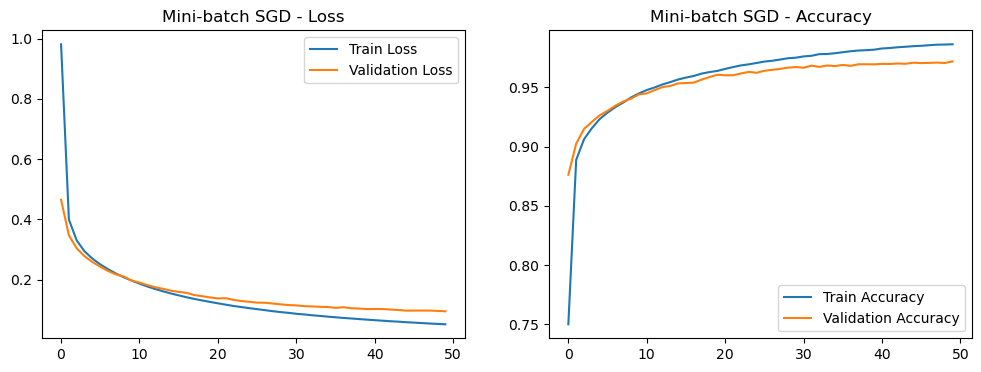 Mini-batch SGD - Loss
1.0
0.8
0.6
0.4
0.2
0 10 20 30 40 50
Train Loss
Validation Loss
Mini-batch SGD - Accuracy
0.95
0.90
0.85
0.80
0.75
0 10 20 30 40 50
Train Accuracy
Validation Accuracy